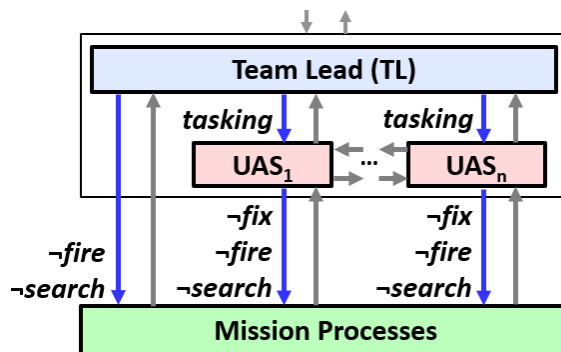 Team Lead (TL)
tasking tasking
UAS₁ ... UASₙ
¬fix ¬fix
¬fire ¬fire ¬fire
¬search ¬search ¬search
Mission Processes